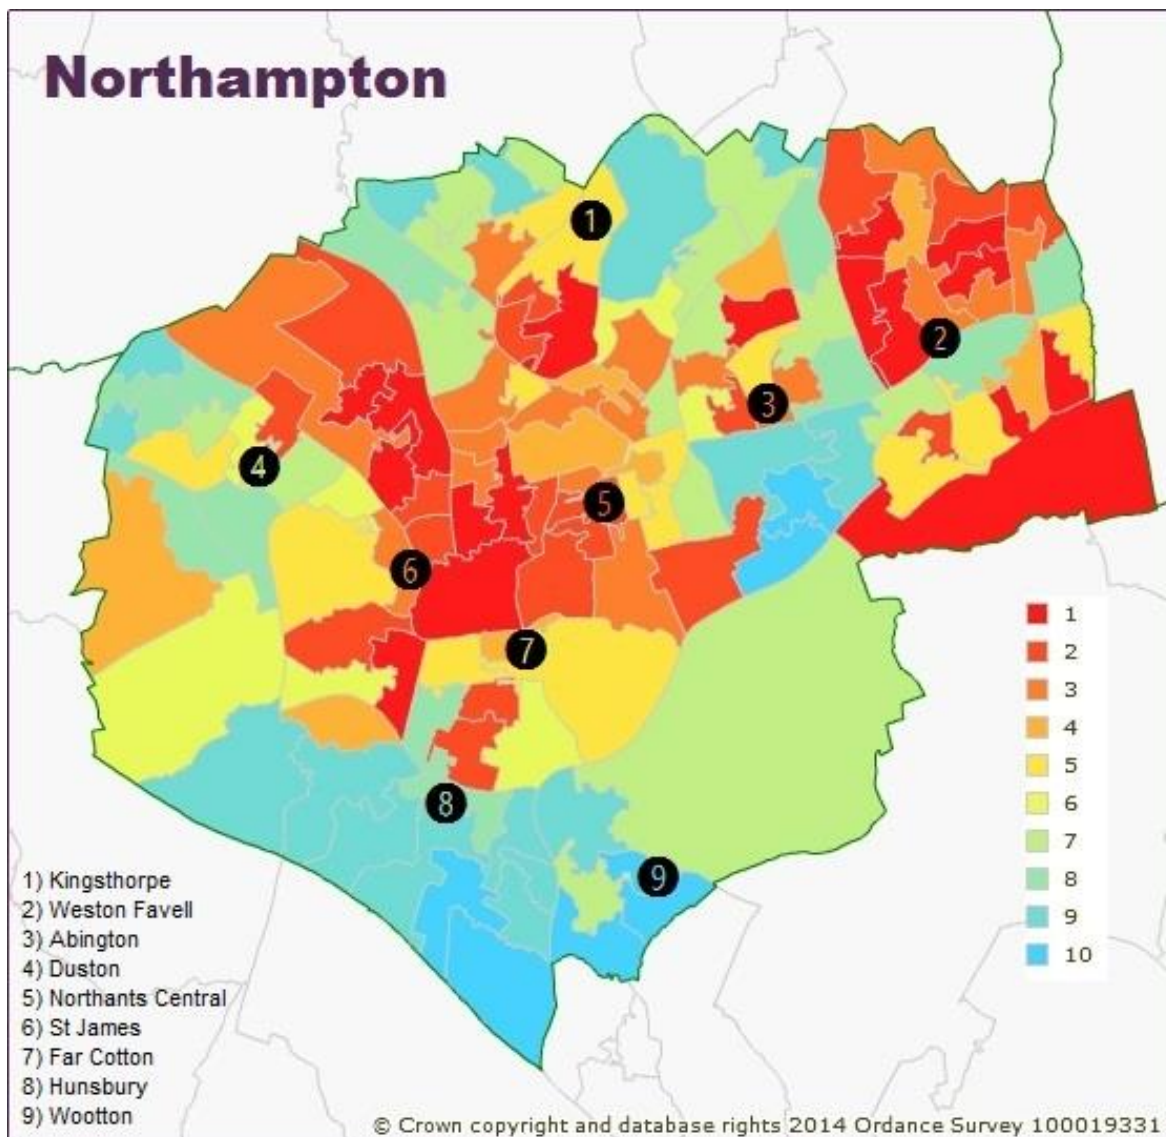 Northampton
1
2
3
4
5
6
7
8
9
1
2
3
4
5
6
7
8
9
10
1) Kingsthorpe
2) Weston Favell
3) Abington
4) Duston
5) Northants Central
6) St James
7) Far Cotton
8) Hunsbury
9) Wootton
© Crown copyright and database rights 2014 Ordance Survey 100019331